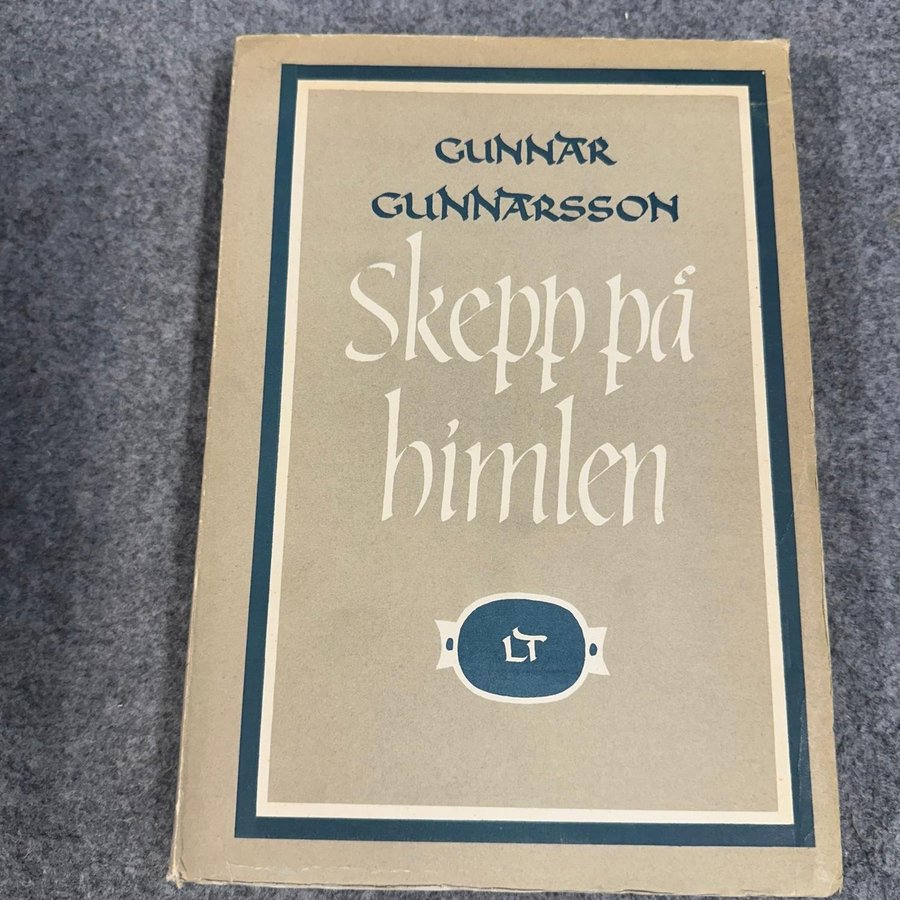 GUNNAR
GUNNARSSON
Skepp på
himlen
LT